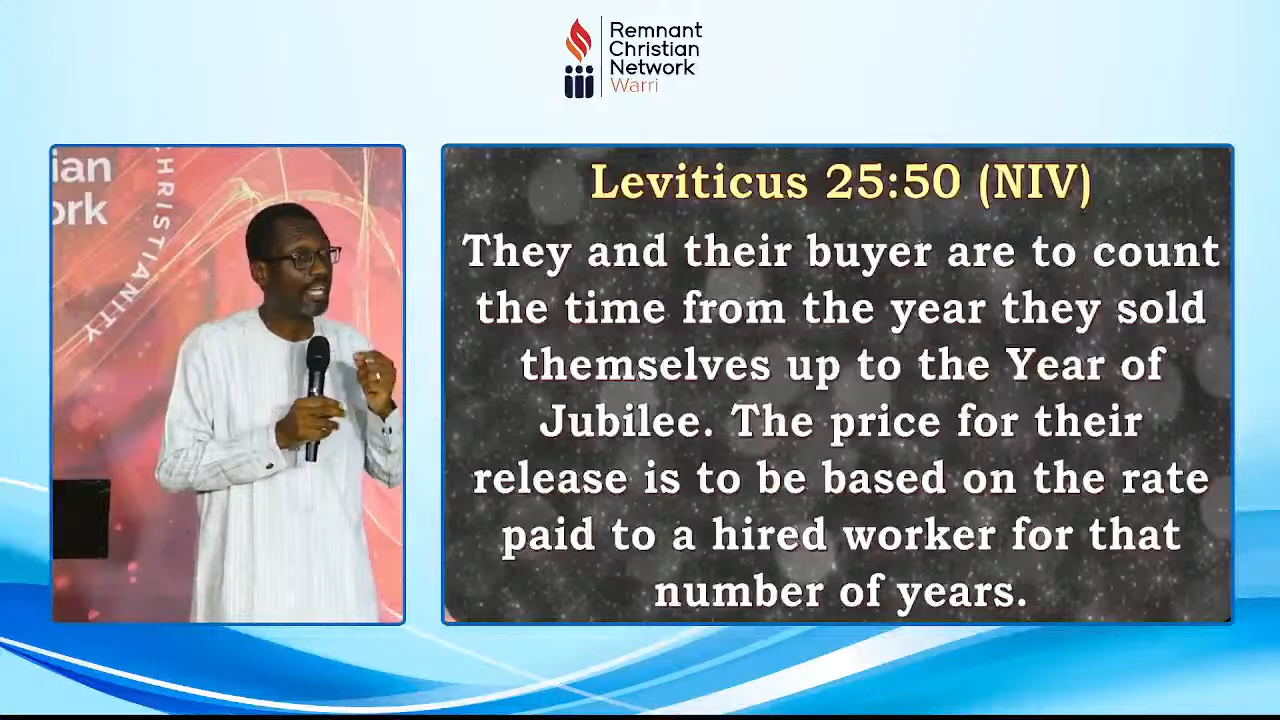 Remnant
Christian
Network
Warri
ian
ork
CHRISTIANITY
Leviticus 25:50 (NIV)
They and their buyer are to count
the time from the year they sold
themselves up to the Year of
Jubilee. The price for their
release is to be based on the rate
paid to a hired worker for that
number of years.